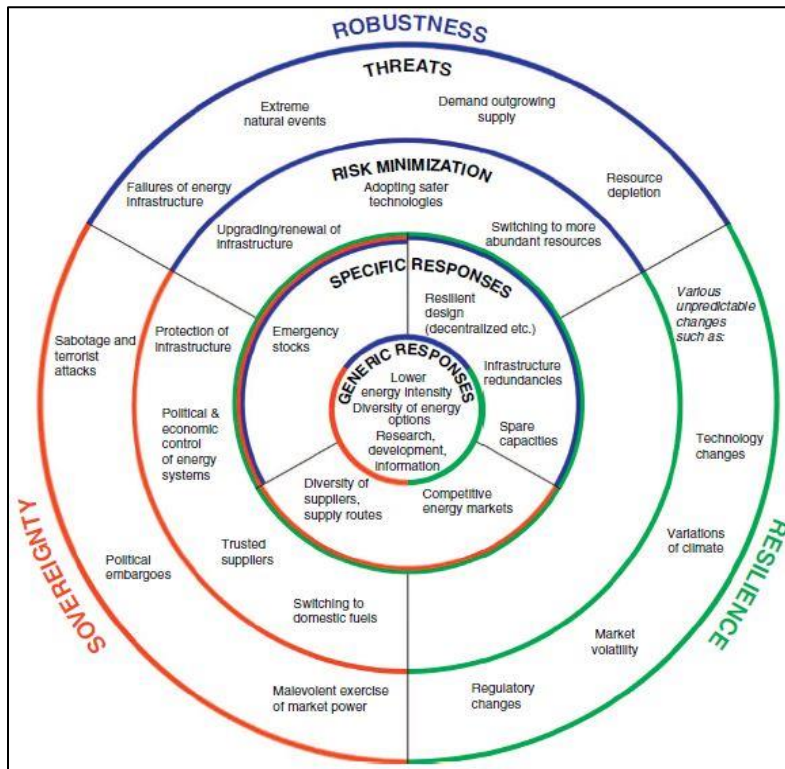 ROBUSTNESS
THREATS
Extreme
natural events
Demand outgrowing
supply
Failures of energy
infrastructure
Resource
depletion
RISK MINIMIZATION
Adopting safer
technologies
Upgrading/renewal of
infrastructure
Switching to more
abundant resources
SPECIFIC RESPONSES
Emergency
stocks
Resilient
design
(decentralized etc.)
Infrastructure
redundancies
Spare
capacities
GENERIC RESPONSES
Lower
energy intensity
Diversity of energy
options
Research,
development,
information
Diversity of
suppliers,
supply routes
Competitive
energy markets
SOVEREIGNTY
Sabotage and
terrorist
attacks
Protection of
infrastructure
Political &
economic
control
of energy
systems
Political
embargoes
Trusted
suppliers
Switching to
domestic fuels
Malevolent exercise
of market power
RESILIENCE
Various
unpredictable
changes
such as:
Technology
changes
Variations
of climate
Market
volatility
Regulatory
changes